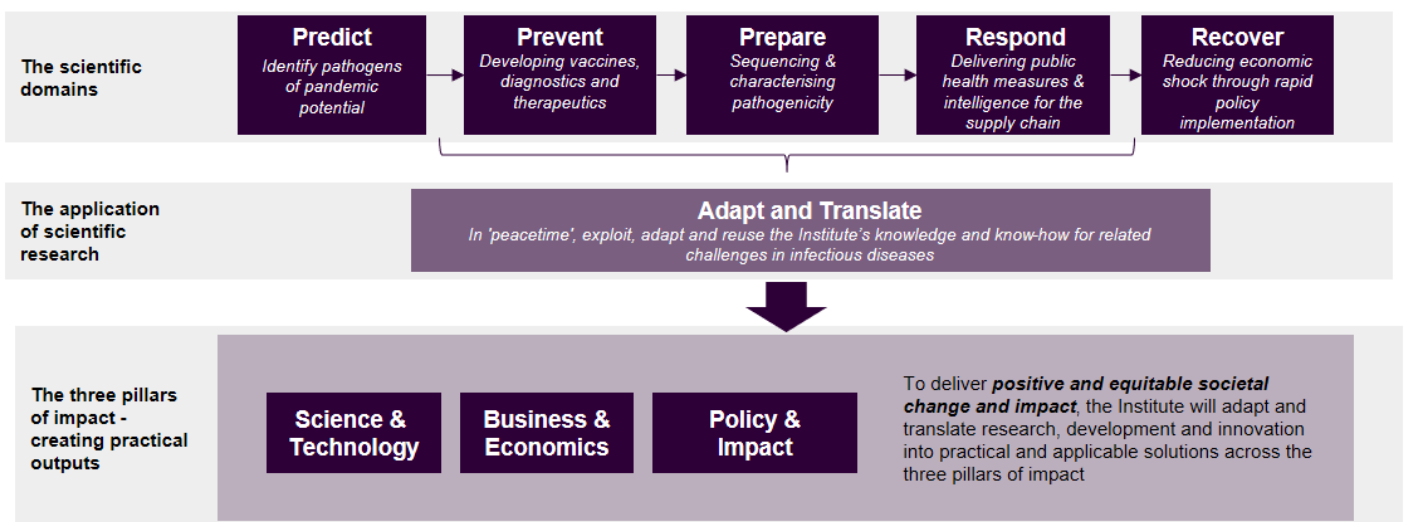 The scientific
domains
Predict
Identify pathogens
of pandemic
potential
Prevent
Developing vaccines,
diagnostics and
therapeutics
Prepare
Sequencing &
characterising
pathogenicity
Respond
Delivering public
health measures &
intelligence for the
supply chain
Recover
Reducing economic
shock through rapid
policy
implementation
The application
of scientific
research
Adapt and Translate
In 'peacetime', exploit, adapt and reuse the Institute's knowledge and know-how for related
challenges in infectious diseases
The three pillars
of impact -
creating practical
outputs
Science &
Technology
Business &
Economics
Policy &
Impact
To deliver positive and equitable societal
change and impact, the Institute will adapt and
translate research, development and innovation
into practical and applicable solutions across the
three pillars of impact